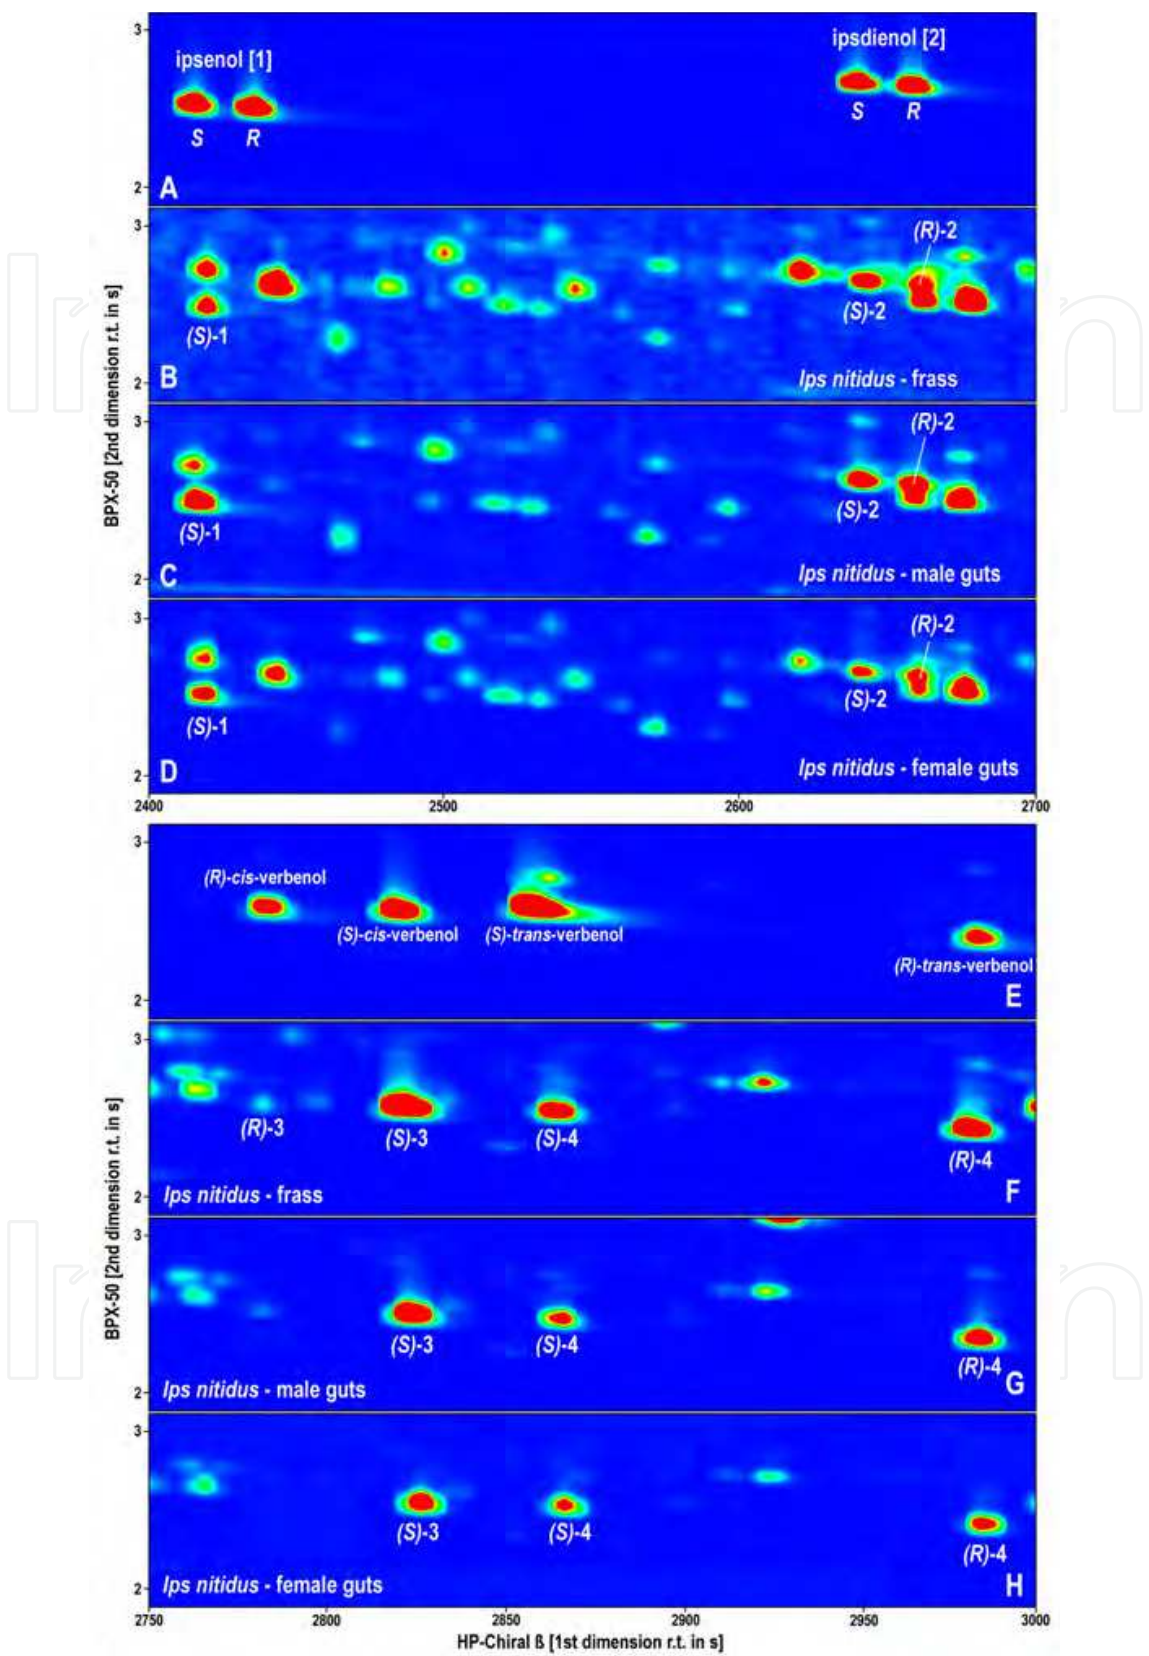 3
ipsenol [1]
ipsdienol [2]
S
R
S
R
2
A
3
(R)-2
(S)-1
(S)-2
2
B
Ips nitidus - frass
3
(R)-2
(S)-1
(S)-2
2
C
Ips nitidus - male guts
3
(R)-2
(S)-1
(S)-2
2
D
Ips nitidus - female guts
BPX-50 [2nd dimension r.t. in s]
2400
2500
2600
2700
3
(R)-cis-verbenol
(S)-cis-verbenol
(S)-trans-verbenol
(R)-trans-verbenol
2
E
3
(R)-3
(S)-3
(S)-4
(R)-4
2
Ips nitidus - frass
F
3
(S)-3
(S)-4
(R)-4
2
Ips nitidus - male guts
G
3
(S)-3
(S)-4
(R)-4
2
Ips nitidus - female guts
H
BPX-50 [2nd dimension r.t. in s]
2750
2800
2850
2900
2950
3000
HP-Chiral ß [1st dimension r.t. in s]